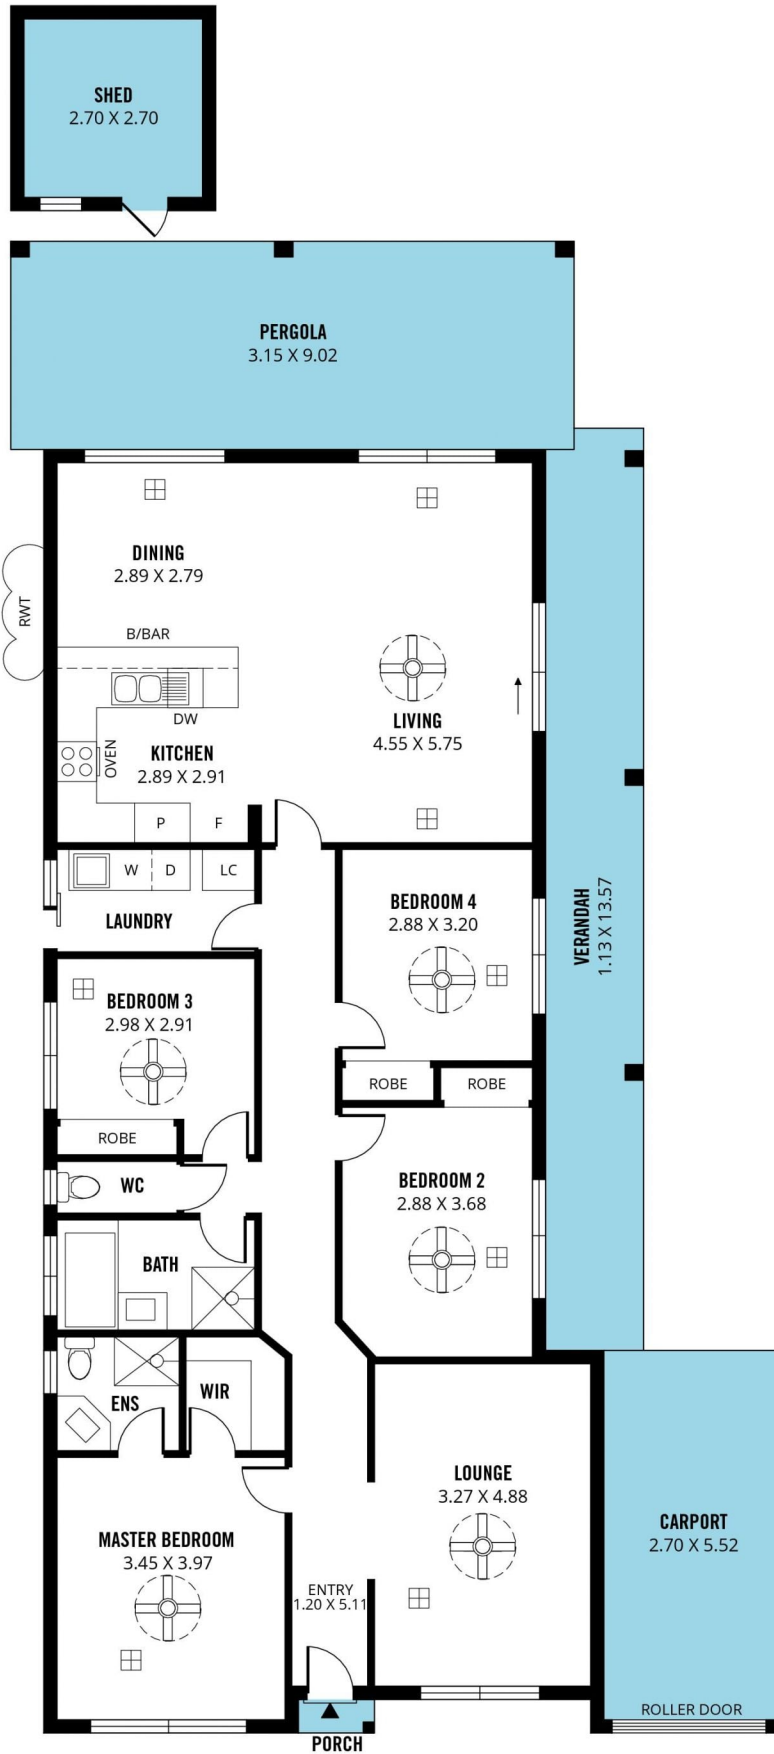 SHED
2.70 X 2.70
PERGOLA
3.15 X 9.02
DINING
2.89 X 2.79
RWT
B/BAR
DW
LIVING
4.55 X 5.75
OVEN
KITCHEN
2.89 X 2.91
P
F
W
D
LC
LAUNDRY
BEDROOM 4
2.88 X 3.20
VERANDAH
1.13 X 13.57
BEDROOM 3
2.98 X 2.91
ROBE
ROBE
ROBE
WC
BEDROOM 2
2.88 X 3.68
BATH
ENS
WIR
LOUNGE
3.27 X 4.88
CARPORT
2.70 X 5.52
MASTER BEDROOM
3.45 X 3.97
ENTRY
1.20 X 5.11
ROLLER DOOR
PORCH